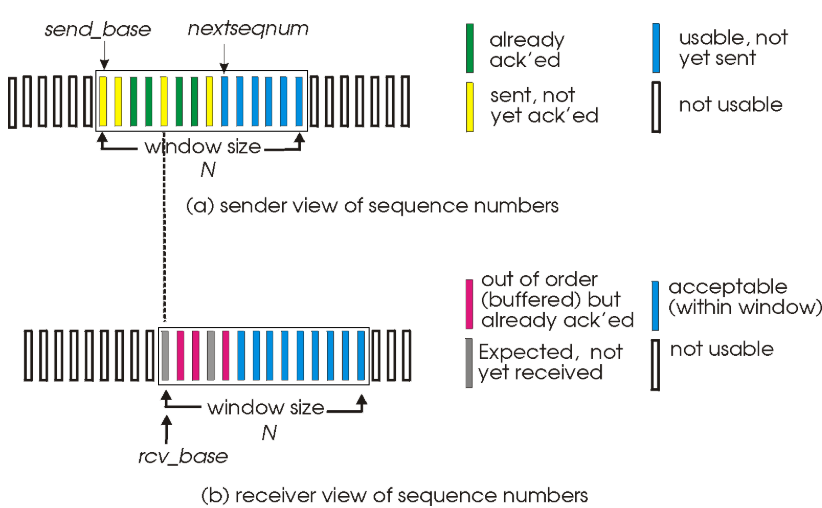 send_base nextseqnum
already
ack'ed
usable, not
yet sent
sent, not
yet ack'ed
not usable
window size
N
(a) sender view of sequence numbers
out of order
(buffered) but
already ack'ed
acceptable
(within window)
Expected, not
yet received
not usable
window size
N
rcv_base
(b) receiver view of sequence numbers